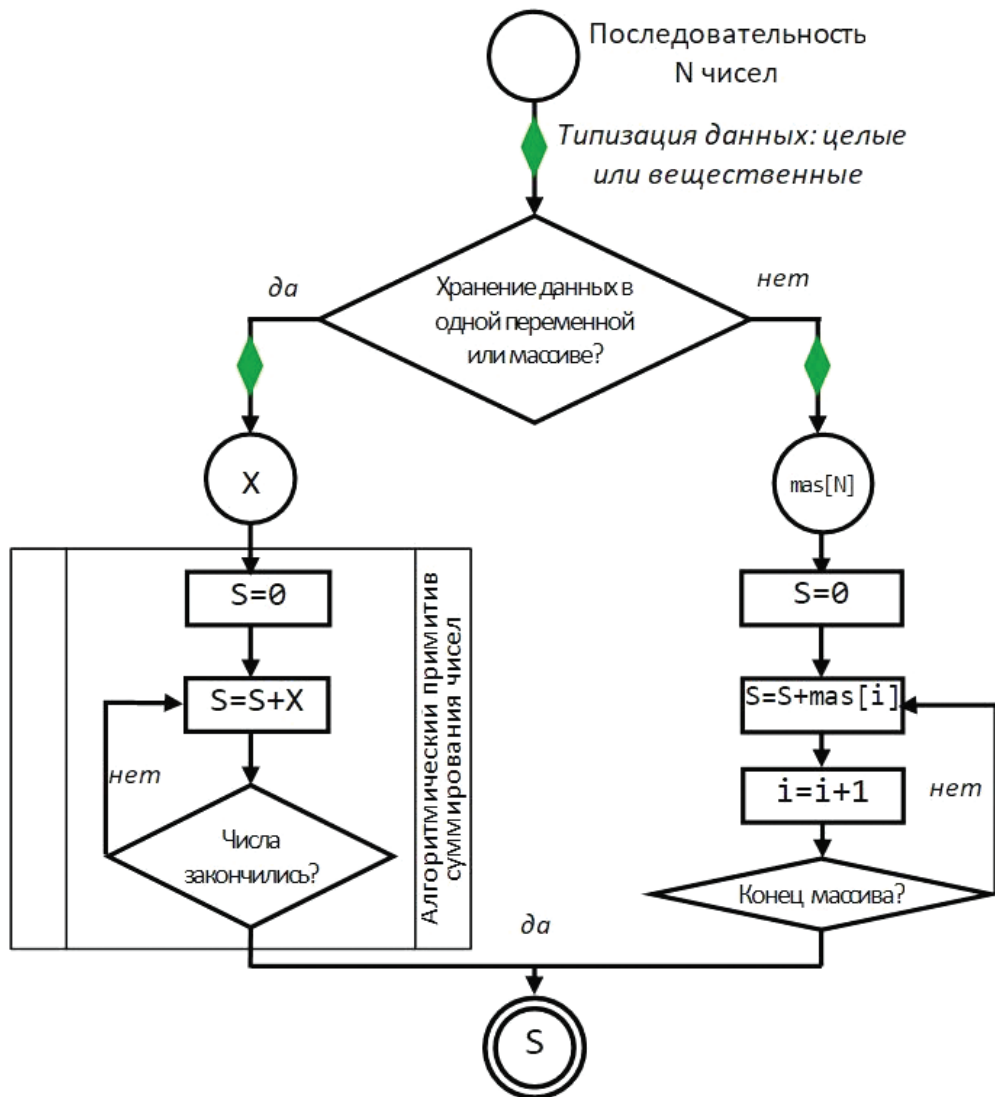 Последовательность
N чисел
Типизация данных: целые
или вещественные
да
нет
Хранение данных в
одной переменной
или массиве?
X
mas[N]
S=0
S=0
S=S+X
S=S+mas[i]
нет
i=i+1
нет
Числа
закончились?
Конец массива?
Алгоритмический примитив
суммирования чисел
да
S